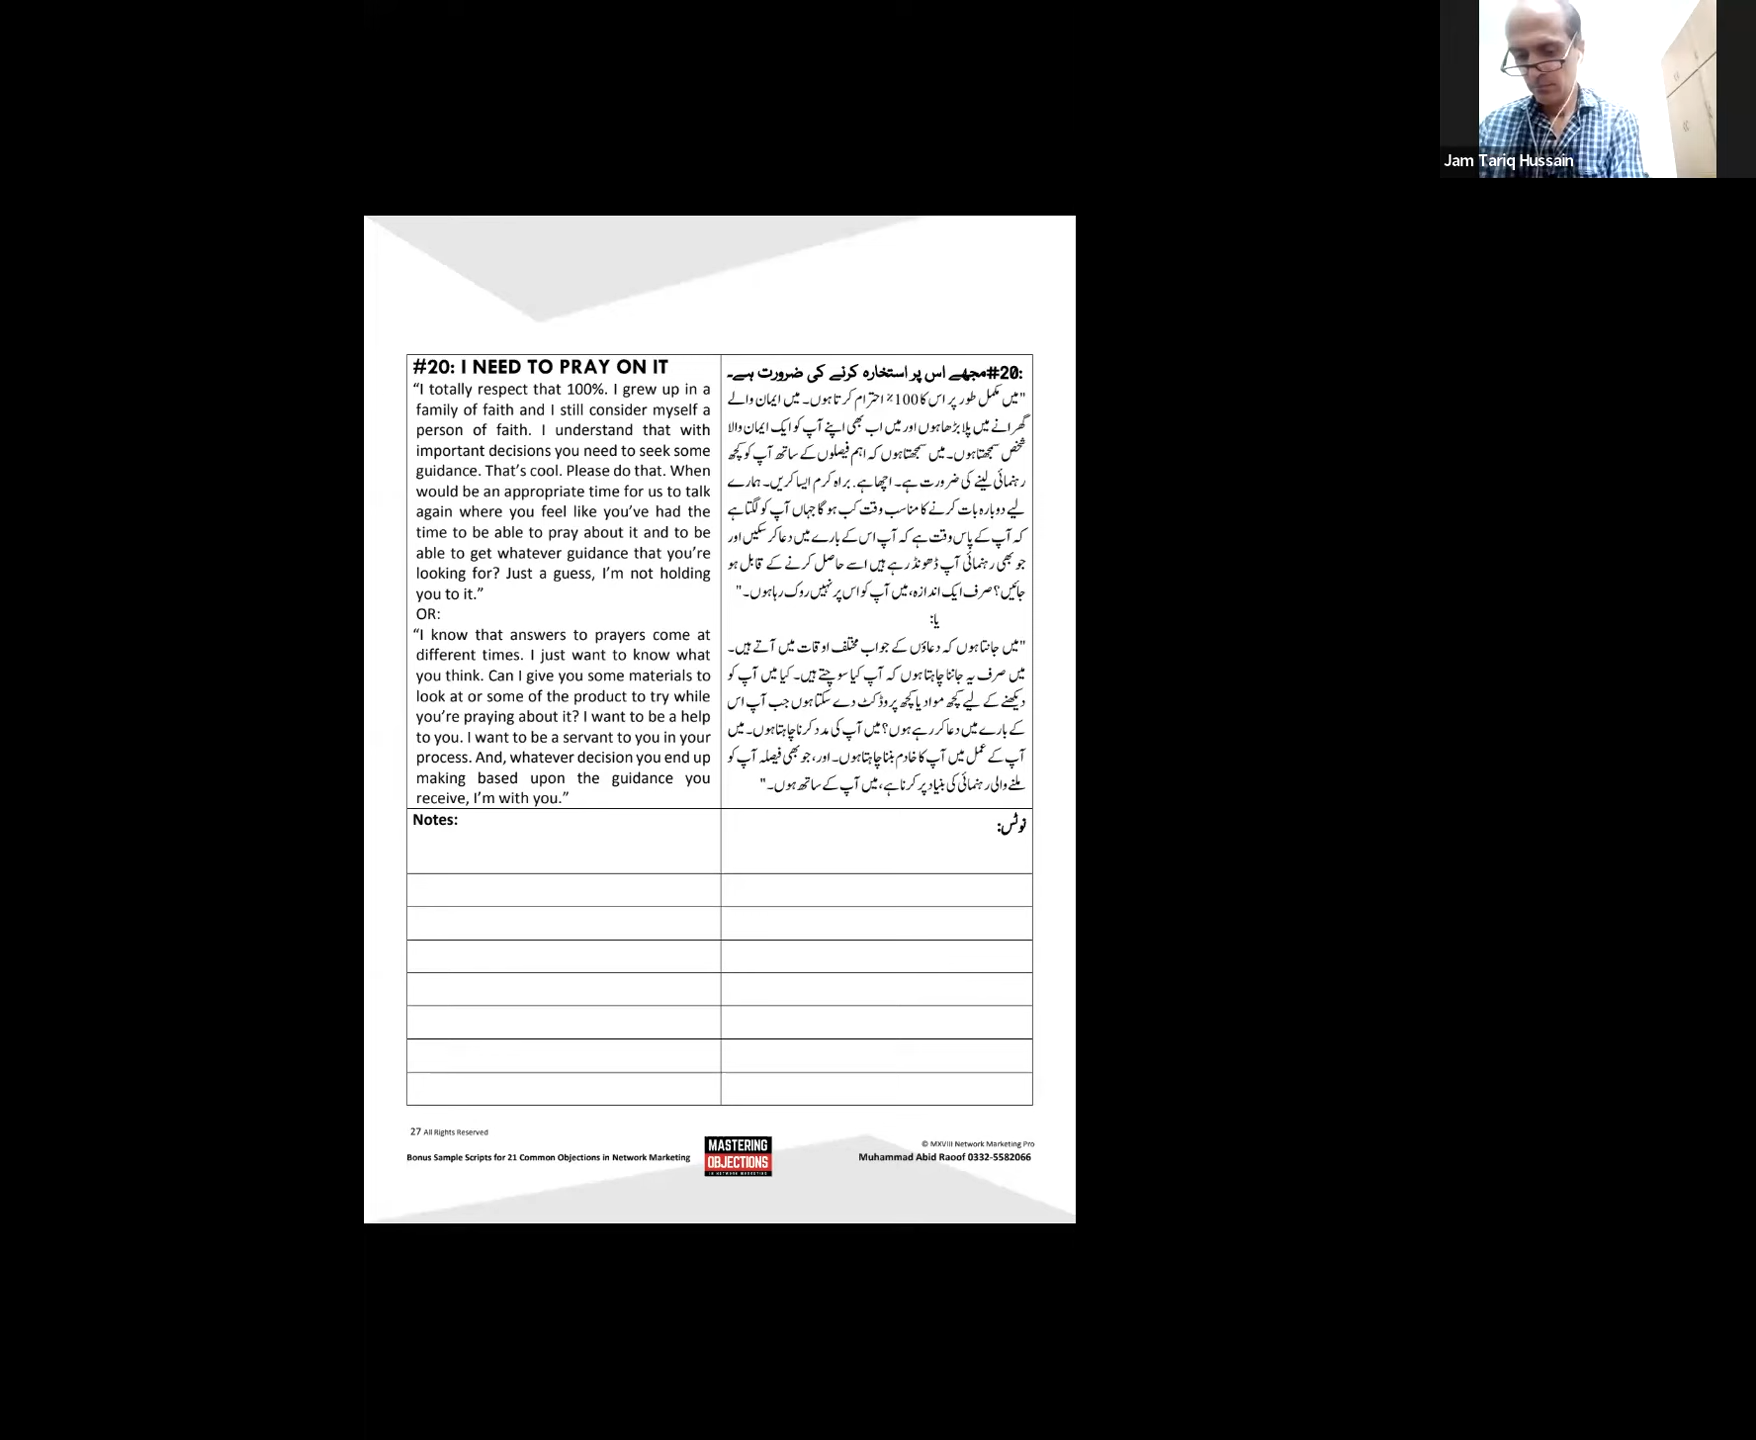 Jam Tariq Hussain
#20: I NEED TO PRAY ON IT
“I totally respect that 100%. I grew up in a
family of faith and I still consider myself a
person of faith. I understand that with
important decisions you need to seek some
guidance. That’s cool. Please do that. When
would be an appropriate time for us to talk
again where you feel like you’ve had the
time to be able to pray about it and to be
able to get whatever guidance that you’re
looking for? Just a guess, I’m not holding
you to it.”
OR:
“I know that answers to prayers come at
different times. I just want to know what
you think. Can I give you some materials to
look at or some of the product to try while
you’re praying about it? I want to be a help
to you. I want to be a servant to you in your
process. And, whatever decision you end up
making based upon the guidance you
receive, I’m with you.”
#20: مجھے اس پر استخارہ کرنے کی ضرورت ہے۔
"میں مکمل طور پر اس کا 100٪ احترام کرتا ہوں۔ میں ایمان والے
گھرانے میں پلا بڑھا ہوں اور میں اب بھی اپنے آپ کو ایک ایمان والا
شخص سمجھتا ہوں۔ میں سمجھتا ہوں کہ اہم فیصلوں کے ساتھ آپ کو کچھ
رہنمائی لینے کی ضرورت ہے۔ اچھا ہے. براہ کرم ایسا کریں۔ ہمارے
لیے دوبارہ بات کرنے کا مناسب وقت کب ہو گا جہاں آپ کو لگتا ہے
کہ آپ کے پاس وقت ہے کہ آپ اس کے بارے میں دعا کر سکیں اور
جو بھی رہنمائی آپ ڈھونڈ رہے ہیں اسے حاصل کرنے کے قابل ہو
جائیں؟ صرف ایک اندازہ، میں آپ کو اس پر نہیں روک رہا ہوں۔"
یا:
"میں جانتا ہوں کہ دعاؤں کے جواب مختلف اوقات میں آتے ہیں۔
میں صرف یہ جاننا چاہتا ہوں کہ آپ کیا سوچتے ہیں۔ کیا میں آپ کو
دیکھنے کے لیے کچھ مواد یا کچھ پروڈکٹ دے سکتا ہوں جب آپ اس
کے بارے میں دعا کر رہے ہوں؟ میں آپ کی مدد کرنا چاہتا ہوں۔ میں
آپ کے عمل میں آپ کا خادم بننا چاہتا ہوں۔ اور، جو بھی فیصلہ آپ کو
ملنے والی رہنمائی کی بنیاد پر کرنا ہے، میں آپ کے ساتھ ہوں۔"
Notes:
نوٹس:
27 All Rights Reserved
Bonus Sample Scripts for 21 Common Objections in Network Marketing
MASTERING
OBJECTIONS
IN NETWORK MARKETING
© MXVIII Network Marketing Pro
Muhammad Abid Raoof 0332-5582066